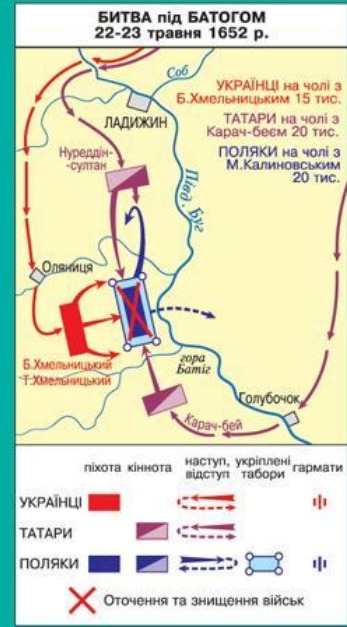 БИТВА під БАТОГОМ
22-23 травня 1652 р.
Соб
ЛАДИЖИН
УКРАЇНЦІ на чолі з
Б.Хмельницьким 15 тис.
ТАТАРИ на чолі з
Карач-беєм 20 тис.
ПОЛЯКИ на чолі з
М.Калиновським
20 тис.
Нуреддін-
султан
Півд. Буг
Оляниця
Б.Хмельницький
Т.Хмельницький
гора
Батіг
Голубочок
Карач-бей
піхота кіннота наступ, відступ укріплені табори гармати
УКРАЇНЦІ
ТАТАРИ
ПОЛЯКИ
Оточення та знищення військ